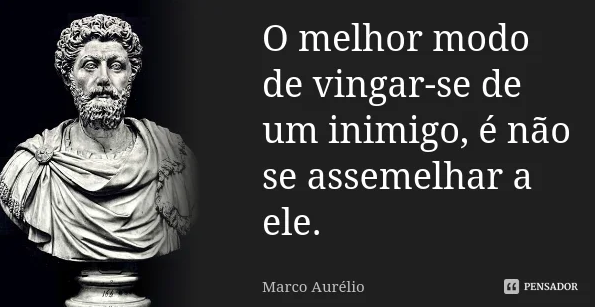 O melhor modo
de vingar-se de
um inimigo, é não
se assemelhar a
ele.
Marco Aurélio
PENSADOR